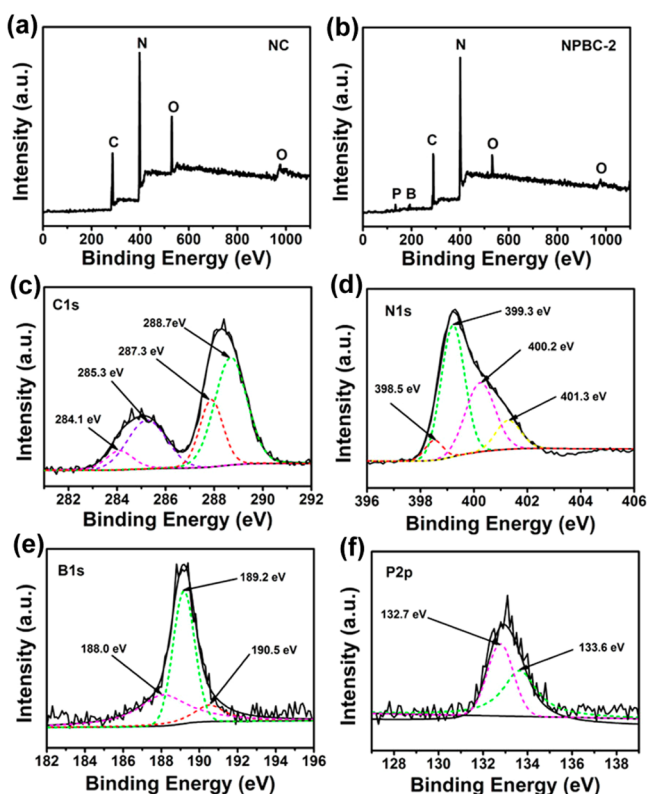 (a)
NC
N
C
O
O
Intensity (a.u.)
0 200 400 600 800 1000
Binding Energy (eV)
(b)
NPBC-2
N
C
O
O
P B
Intensity (a.u.)
0 200 400 600 800 1000
Binding Energy (eV)
(c)
C1s
288.7eV
287.3 eV
285.3 eV
284.1 eV
Intensity (a.u.)
282 284 286 288 290 292
Binding Energy (eV)
(d)
N1s
399.3 eV
400.2 eV
401.3 eV
398.5 eV
Intensity (a.u.)
396 398 400 402 404 406
Binding Energy (eV)
(e)
B1s
189.2 eV
188.0 eV
190.5 eV
Intensity (a.u.)
182 184 186 188 190 192 194 196
Binding Energy (eV)
(f)
P2p
132.7 eV
133.6 eV
Intensity (a.u.)
128 130 132 134 136 138
Binding Energy (eV)